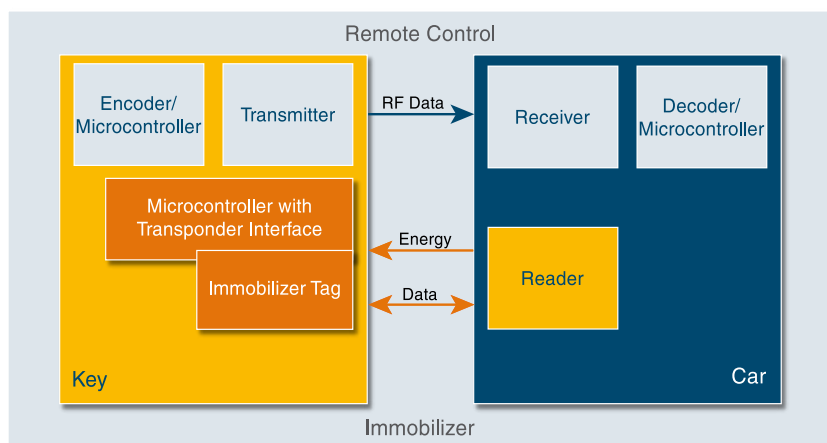 Remote Control
Encoder/
Microcontroller
Transmitter
RF Data
Receiver
Decoder/
Microcontroller
Microcontroller with
Transponder Interface
Energy
Immobilizer Tag
Data
Reader
Key
Car
Immobilizer